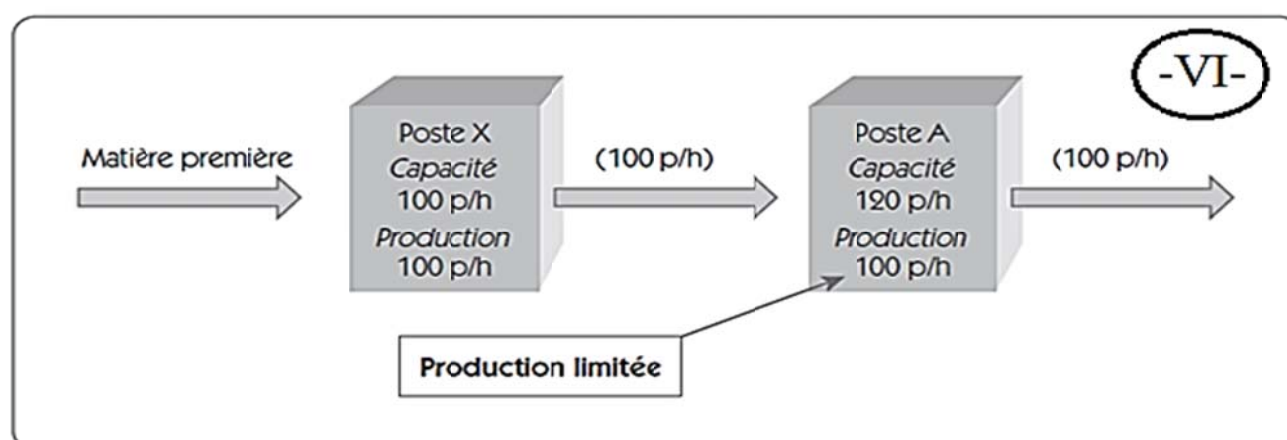 -VI-
Matière première
Poste X
Capacité
100 p/h
Production
100 p/h
(100 p/h)
Poste A
Capacité
120 p/h
Production
100 p/h
(100 p/h)
Production limitée